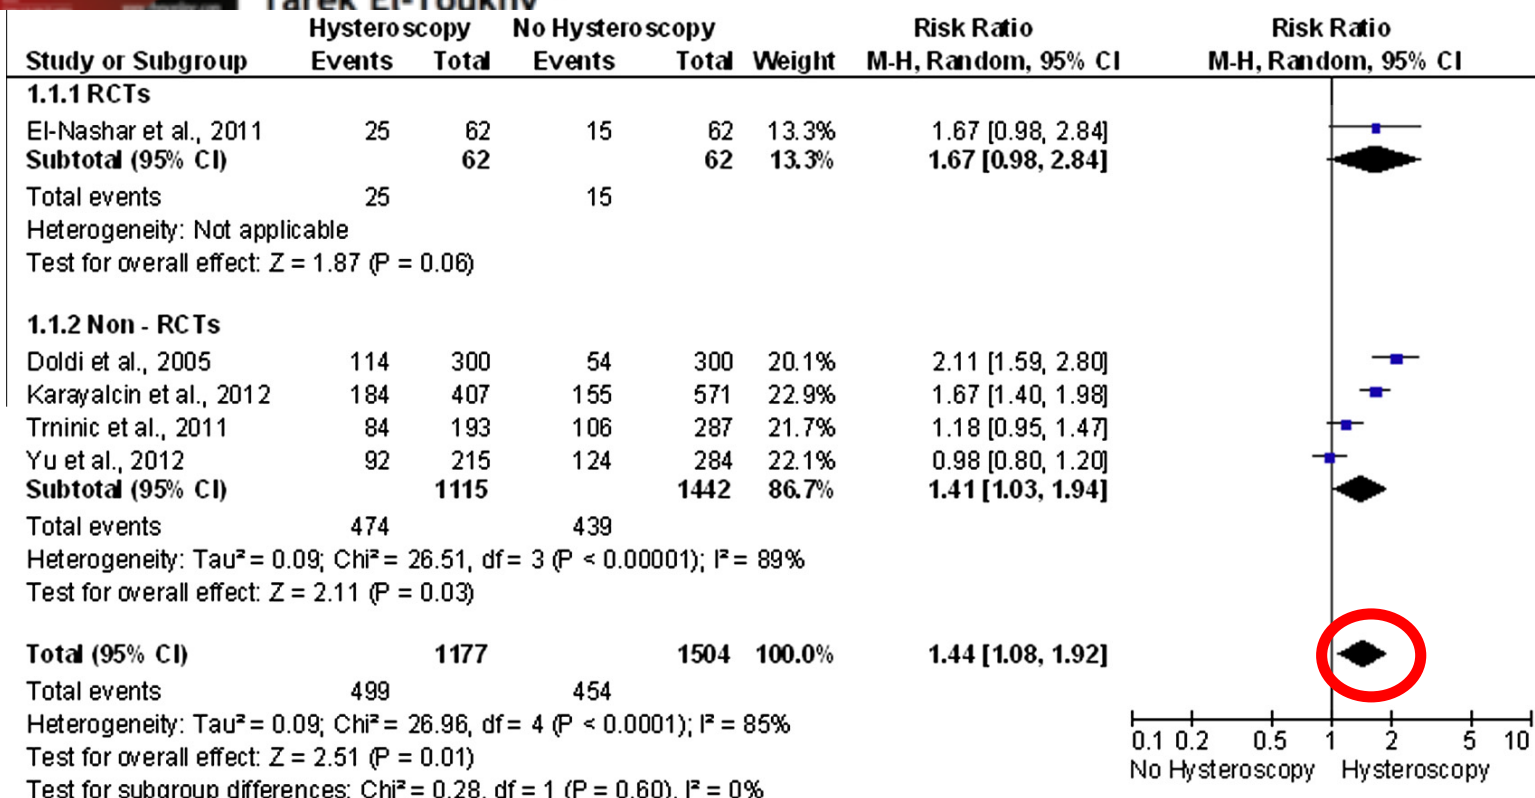 Tarek El-Toukhy
Hysteroscopy No Hysteroscopy Risk Ratio Risk Ratio
Study or Subgroup Events Total Events Total Weight M-H, Random, 95% CI M-H, Random, 95% CI
1.1.1 RCTs
El-Nashar et al., 2011 25 62 15 62 13.3% 1.67 [0.98, 2.84]
Subtotal (95% CI) 62 62 13.3% 1.67 [0.98, 2.84]
Total events 25 15
Heterogeneity: Not applicable
Test for overall effect: Z = 1.87 (P = 0.06)
1.1.2 Non - RCTs
Doldi et al., 2005 114 300 54 300 20.1% 2.11 [1.59, 2.80]
Karayalcin et al., 2012 184 407 155 571 22.9% 1.67 [1.40, 1.98]
Trninic et al., 2011 84 193 106 287 21.7% 1.18 [0.95, 1.47]
Yu et al., 2012 92 215 124 284 22.1% 0.98 [0.80, 1.20]
Subtotal (95% CI) 1115 1442 86.7% 1.41 [1.03, 1.94]
Total events 474 439
Heterogeneity: Tau² = 0.09; Chi² = 26.51, df = 3 (P < 0.00001); I² = 89%
Test for overall effect: Z = 2.11 (P = 0.03)
Total (95% CI) 1177 1504 100.0% 1.44 [1.08, 1.92]
Total events 499 454
Heterogeneity: Tau² = 0.09; Chi² = 26.96, df = 4 (P < 0.0001); I² = 85%
Test for overall effect: Z = 2.51 (P = 0.01)
Test for subgroup differences: Chi² = 0.28, df = 1 (P = 0.60), I² = 0%
0.1 0.2 0.5 1 2 5 10
No Hysteroscopy Hysteroscopy